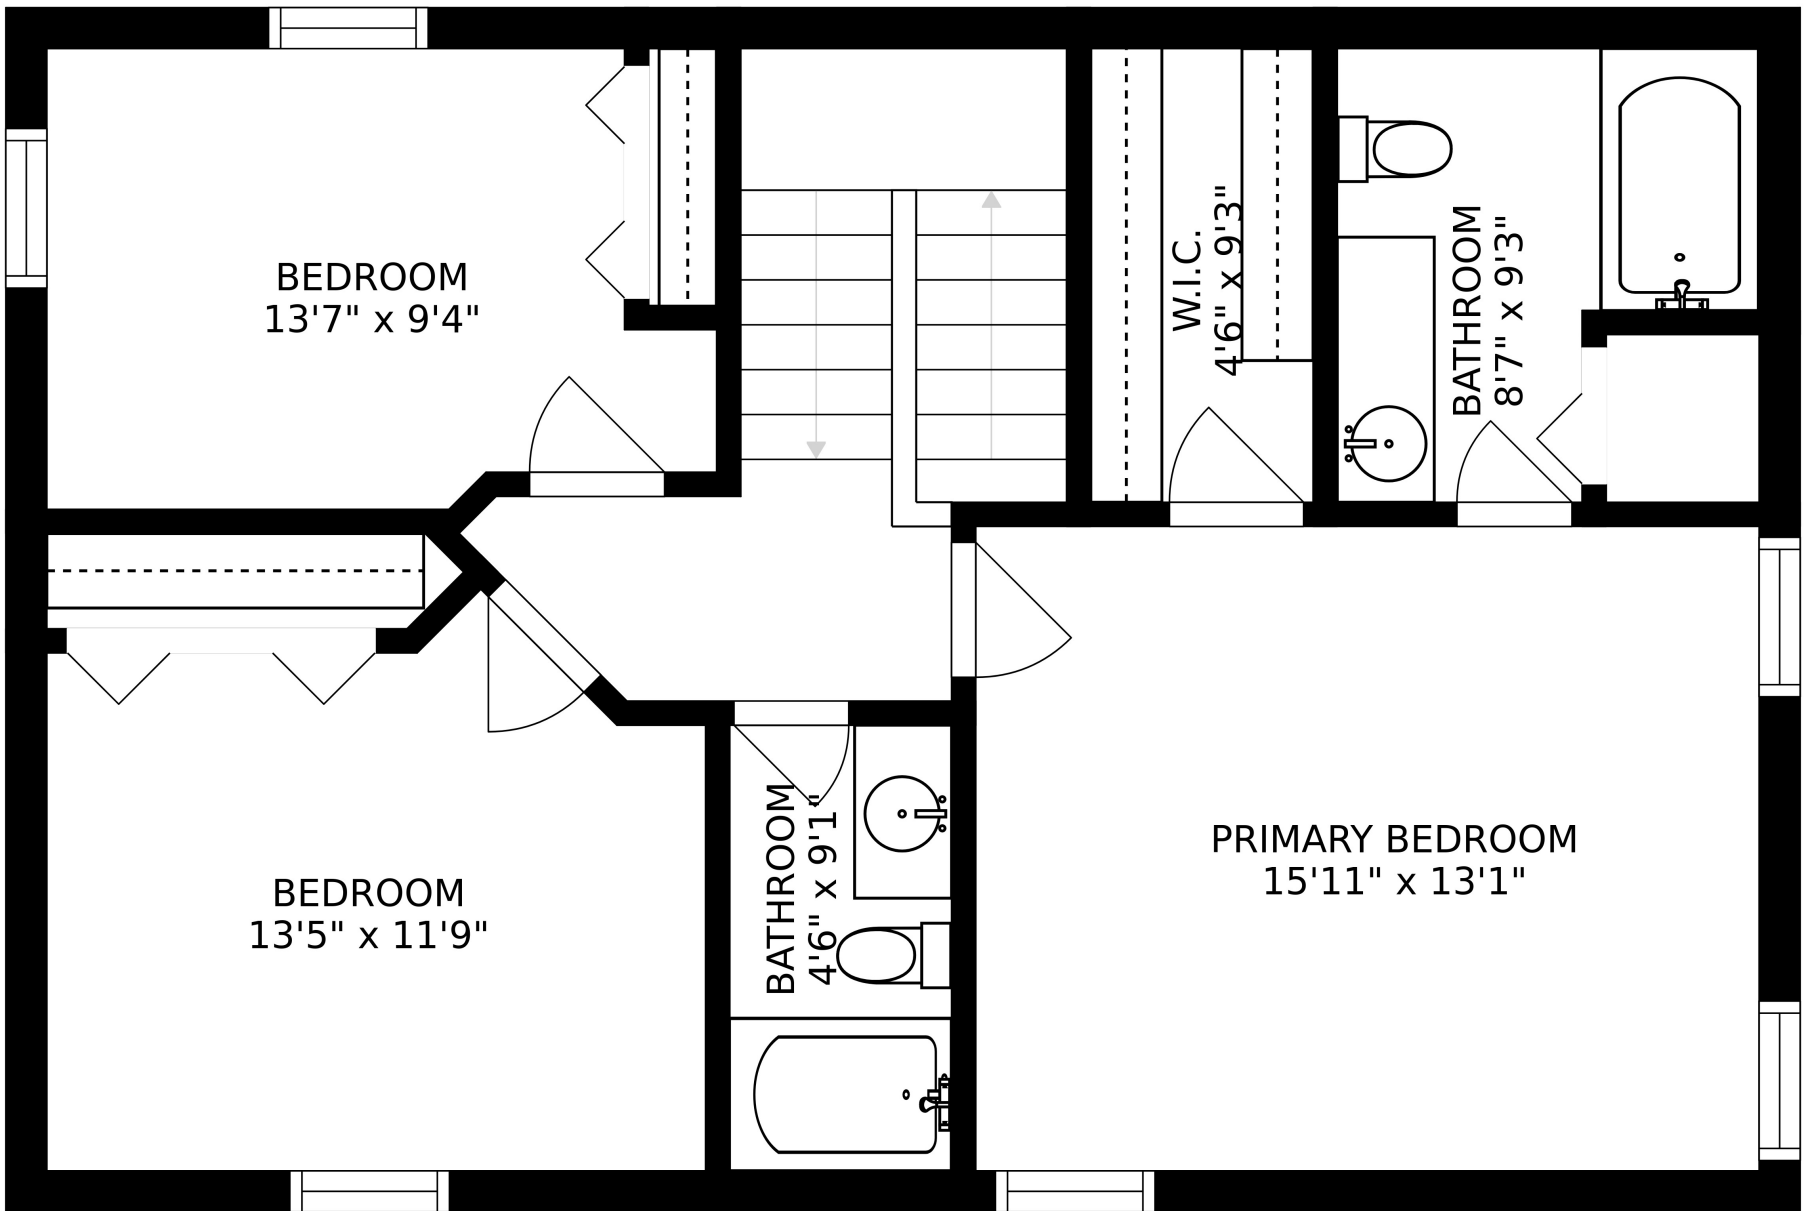 BEDROOM
13'7" x 9'4"
W.I.C.
4'6" x 9'3"
BATHROOM
8'7" x 9'3"
BEDROOM
13'5" x 11'9"
BATHROOM
4'6" x 9'1"
PRIMARY BEDROOM
15'11" x 13'1"